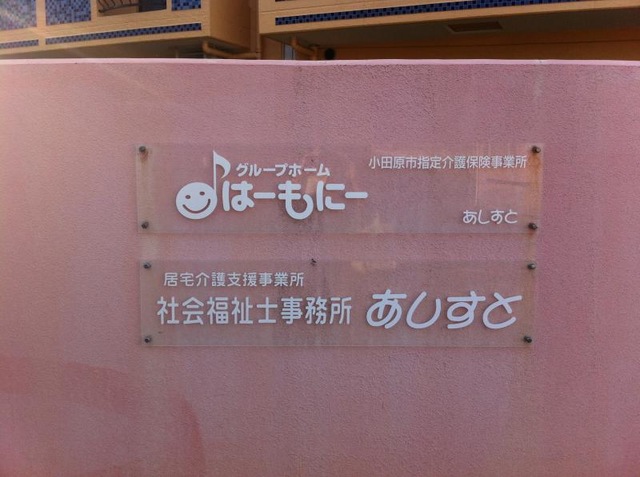 グループホーム
はーもにー
小田原市指定介護保険事業所
あしすと
居宅介護支援事業所
社会福祉士事務所 あしすと